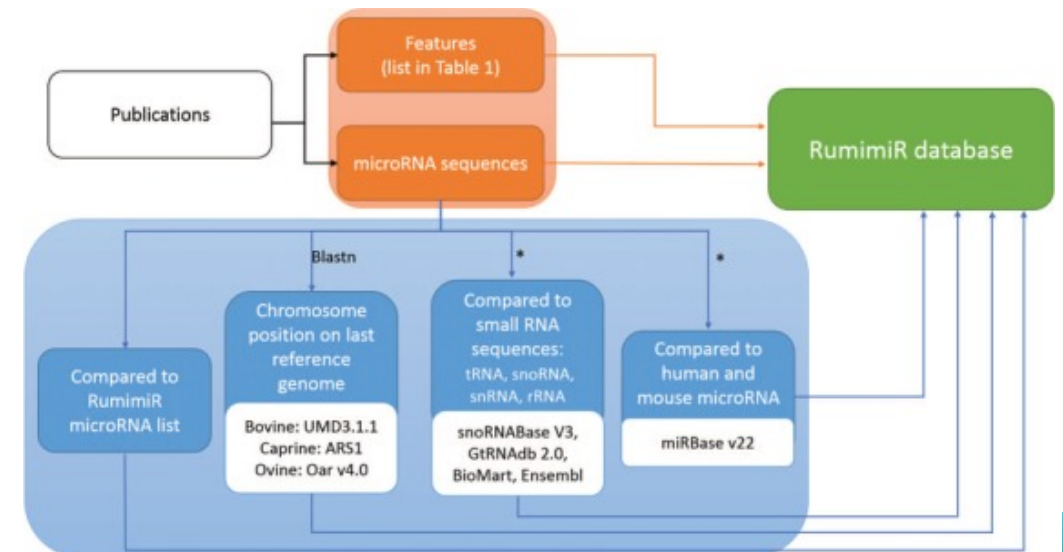 Features
(list in Table 1)
Publications
microRNA sequences
RumimiR database
Blastn
*
*
Compared to
RumimiR
microRNA list
Chromosome
position on last
reference
genome
Bovine: UMD3.1.1
Caprine: ARS1
Ovine: Oar v4.0
Compared to
small RNA
sequences:
tRNA, snoRNA,
snRNA, rRNA
snoRNABase V3,
GtRNAdb 2.0,
BioMart, Ensembl
Compared to
human and
mouse microRNA
miRBase v22